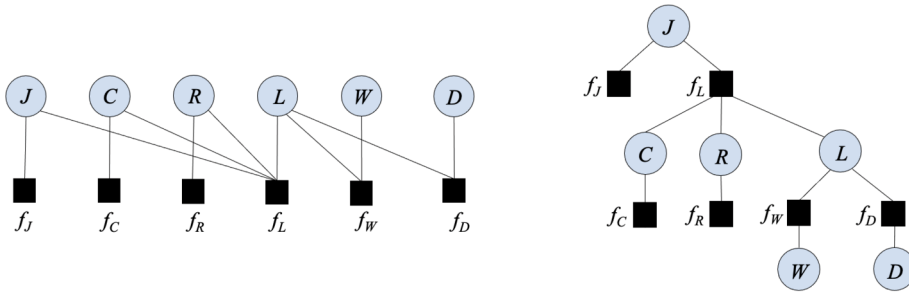 J C R L W D
f_J f_C f_R f_L f_W f_D
J
f_J f_L
C R L
f_C f_R f_W f_D
W D